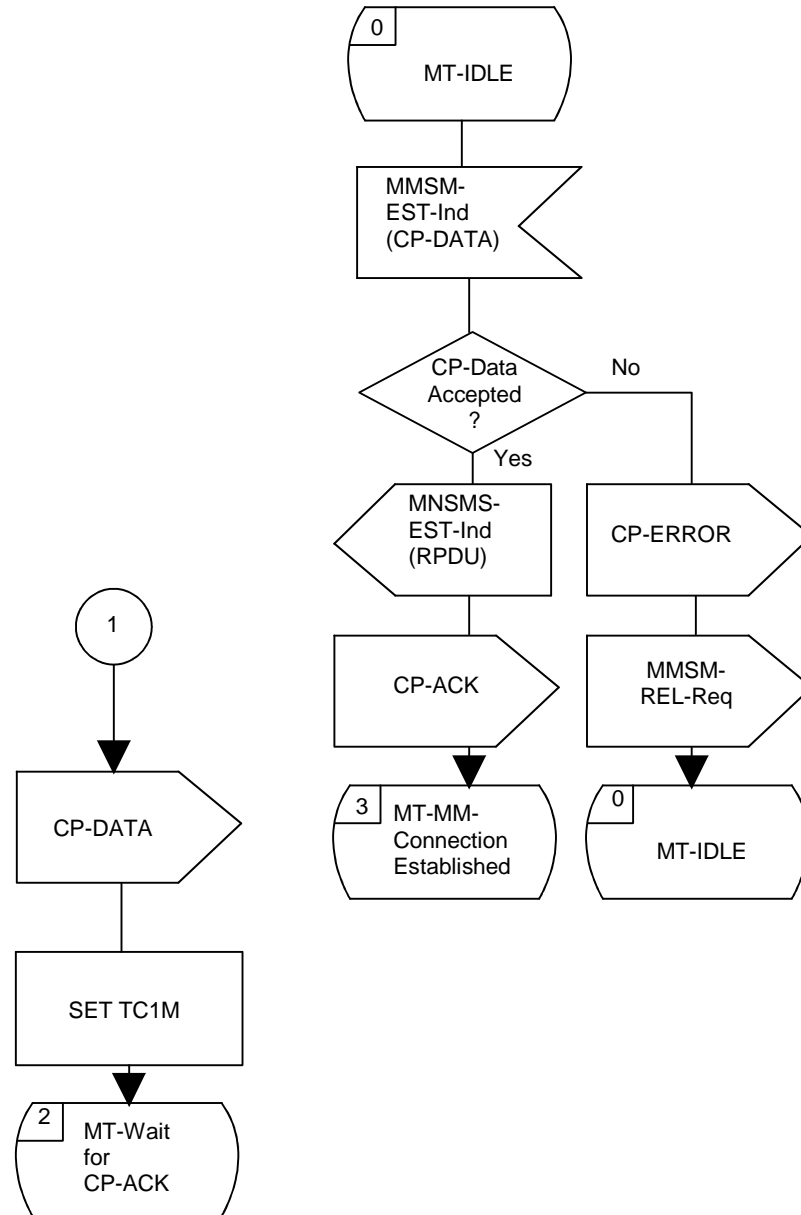 0
MT-IDLE
MMSM-
EST-Ind
(CP-DATA)
CP-Data
Accepted
?
No
Yes
MNSMS-
EST-Ind
(RPDU)
CP-ERROR
CP-ACK
MMSM-
REL-Req
3
MT-MM-
Connection
Established
0
MT-IDLE
1
CP-DATA
SET TC1M
2
MT-Wait
for
CP-ACK